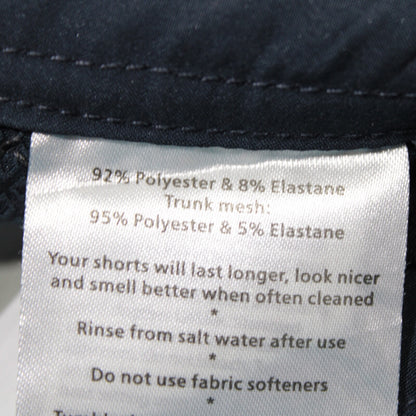 92% Polyester & 8% Elastane
Trunk mesh:
95% Polyester & 5% Elastane
Your shorts will last longer, look nicer
and smell better when often cleaned
*
Rinse from salt water after use
*
Do not use fabric softeners
*